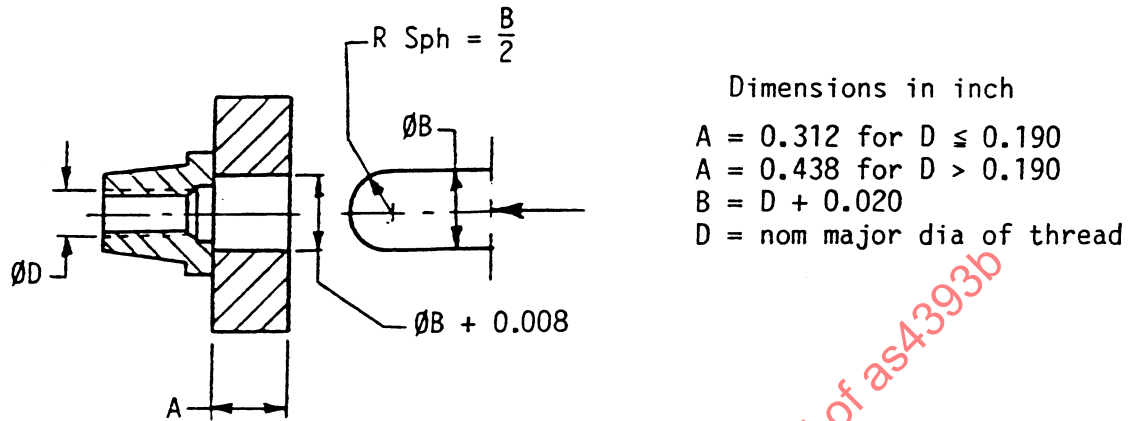 R Sph = B/2
ØB
ØD
ØB + 0.008
A
Dimensions in inch
A = 0.312 for D ≦ 0.190
A = 0.438 for D > 0.190
B = D + 0.020
D = nom major dia of thread
of as4393b